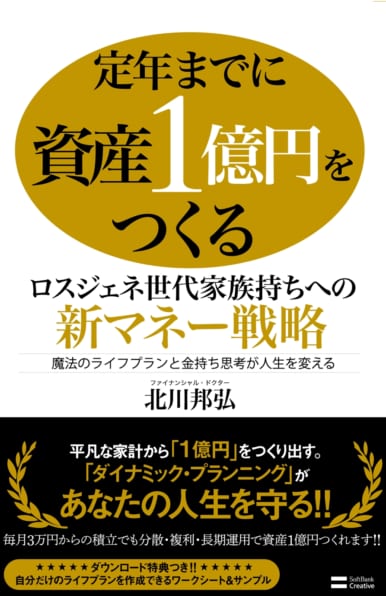 定年までに
資産1億円を
つくる
ロスジェネ世代家族持ちへの
新マネー戦略
魔法のライフプランと金持ち思考が人生を変える
ファイナンシャル・ドクター
北川邦弘
平凡な家計から「1億円」をつくり出す。
「ダイナミック・プランニング」が
あなたの人生を守る!!
毎月3万円からの積立でも分散・複利・長期運用で資産1億円つくれます!!
★★★★★ ダウンロード特典つき!! ★★★★★
自分だけのライフプランを作成できるワークシート&サンプル
SoftBank
Creative